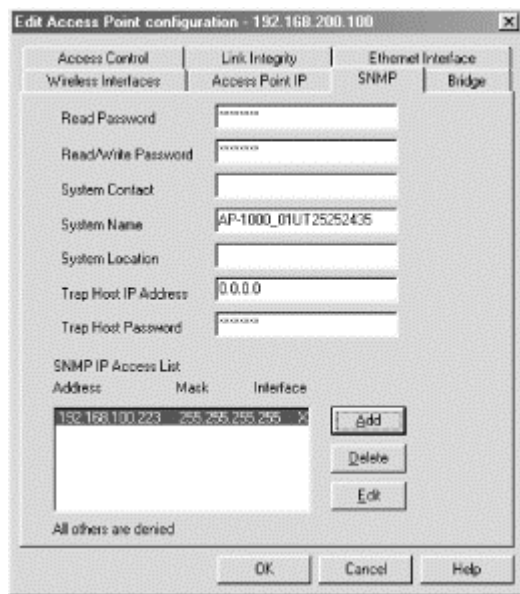 Edit Access Point configuration - 192.168.200.100
Access Control Link Integrity Ethernet Interface
Wireless Interfaces Access Point IP SNMP Bridge
Read Password ********
Read/Write Password ********
System Contact
System Name AP-1000_01UT25252435
System Location
Trap Host IP Address 0.0.0.0
Trap Host Password ********
SNMP IP Access List
Address Mask Interface
192.168.100.223 255.255.255.255 X
Add
Delete
Edit
All others are denied
OK Cancel Help